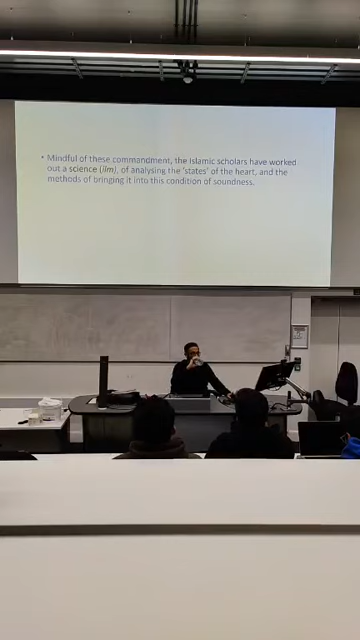 • Mindful of these commandment, the Islamic scholars have worked
out a science (ilm), of analysing the 'states' of the heart, and the
methods of bringing it into this condition of soundness.